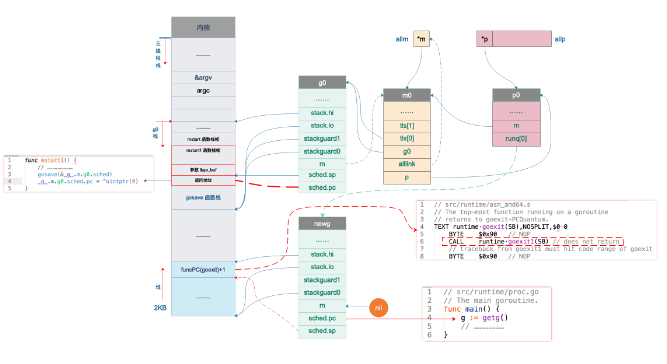 内核
主线程栈
……
&argv
argc
……
g0栈
mstart 函数栈帧
mstart1 函数栈帧
参数 &go_buf
返回地址
gosave 函数栈帧
……
funcPC(goexit)+1
栈
2KB
……
g0
……
stack.hi
stack.lo
stackguard1
stackguard0
m
sched.sp
sched.pc
newg
……
stack.hi
stack.lo
stackguard1
stackguard0
m
sched.pc
sched.sp
nil
allm
*m
m0
……
tls[1]
tls[0]
g0
alllink
p
*p
allp
p0
……
m
runq[0]
1 func mstart1() {
2 // …………
3 gosave(&_g_.m.g0.sched)
4 _g_.m.g0.sched.pc = ^uintptr(0)
5 }
1 // src/runtime/asm_amd64.s
2 // The top-most function running on a goroutine
3 // returns to goexit+PCQuantum.
4 TEXT runtime·goexit(SB),NOSPLIT,$0-0
5 BYTE $0x90 // NOP
6 CALL runtime·goexit1(SB) // does not return
7 // traceback from goexit1 must hit code range of goexit
8 BYTE $0x90 // NOP
1 // src/runtime/proc.go
2 // The main goroutine.
3 func main() {
4 g := getg()
5 // …………
6 }